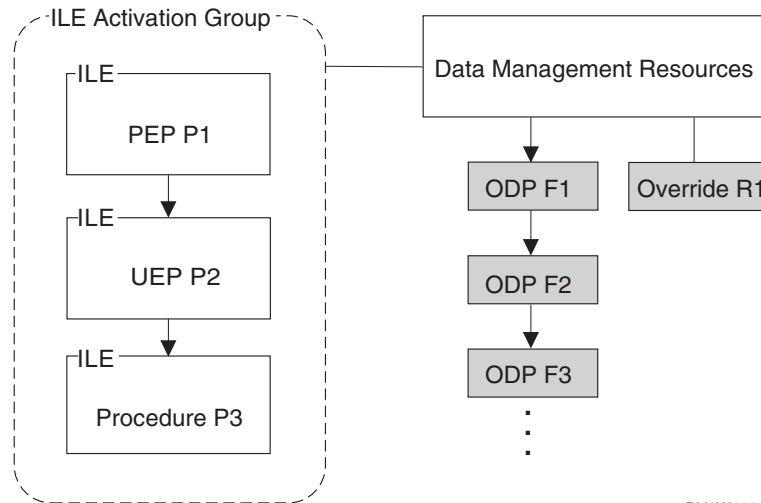 ILE Activation Group
ILE
PEP P1
ILE
UEP P2
ILE
Procedure P3
Data Management Resources
ODP F1
Override R1
ODP F2
ODP F3